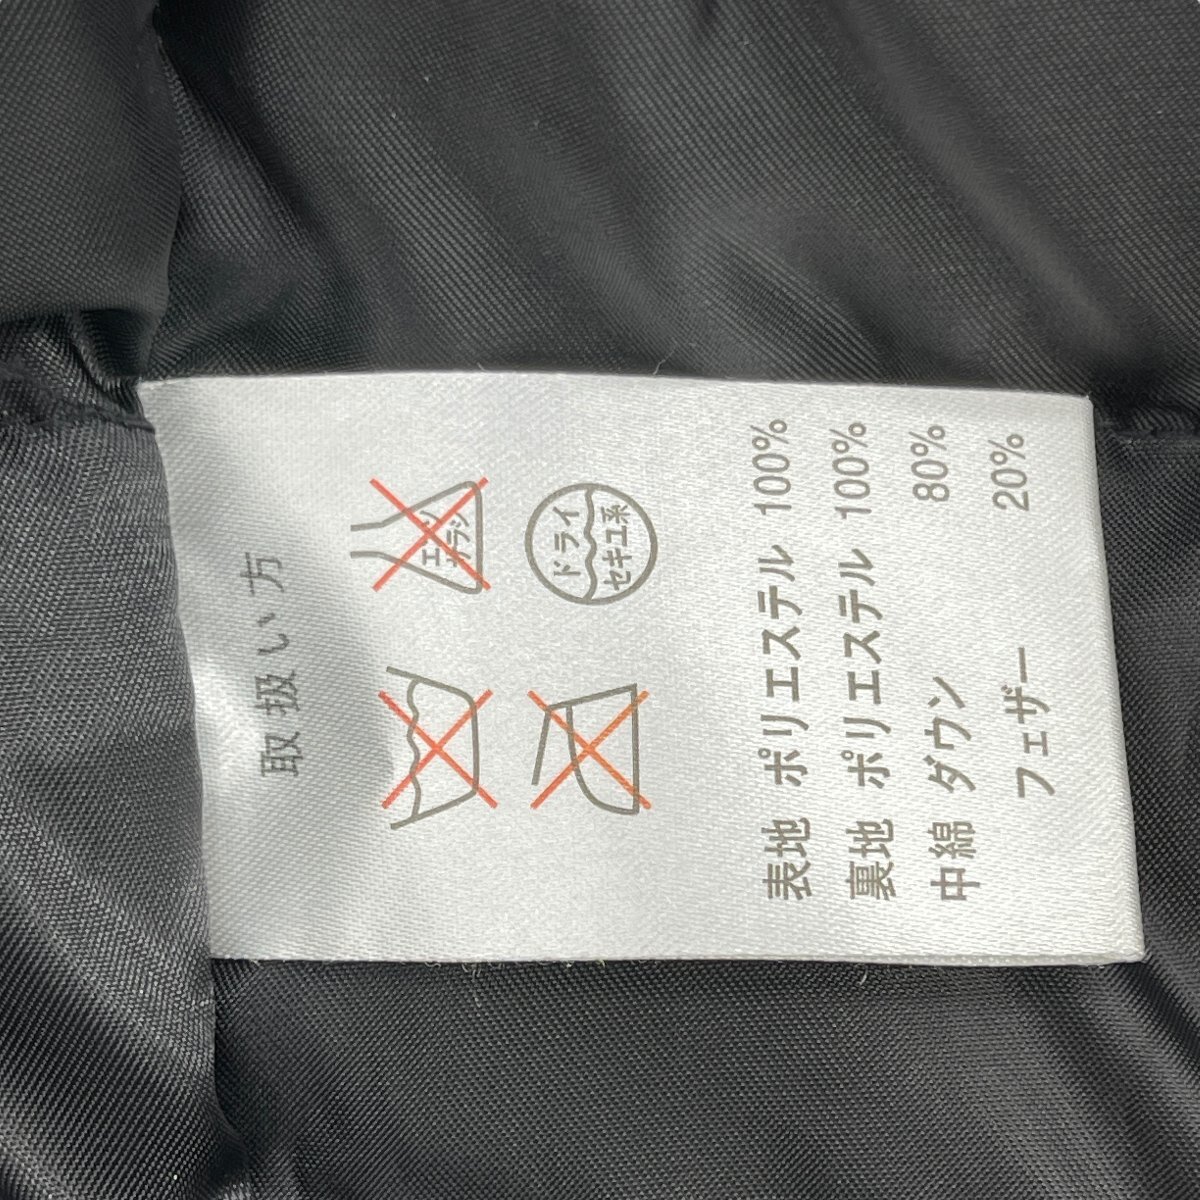 取扱い方
エンソ
サラシ
ドライ
セキユ系
表地 ポリエステル 100%
裏地 ポリエステル 100%
中綿 ダウン 80%
フェザー 20%